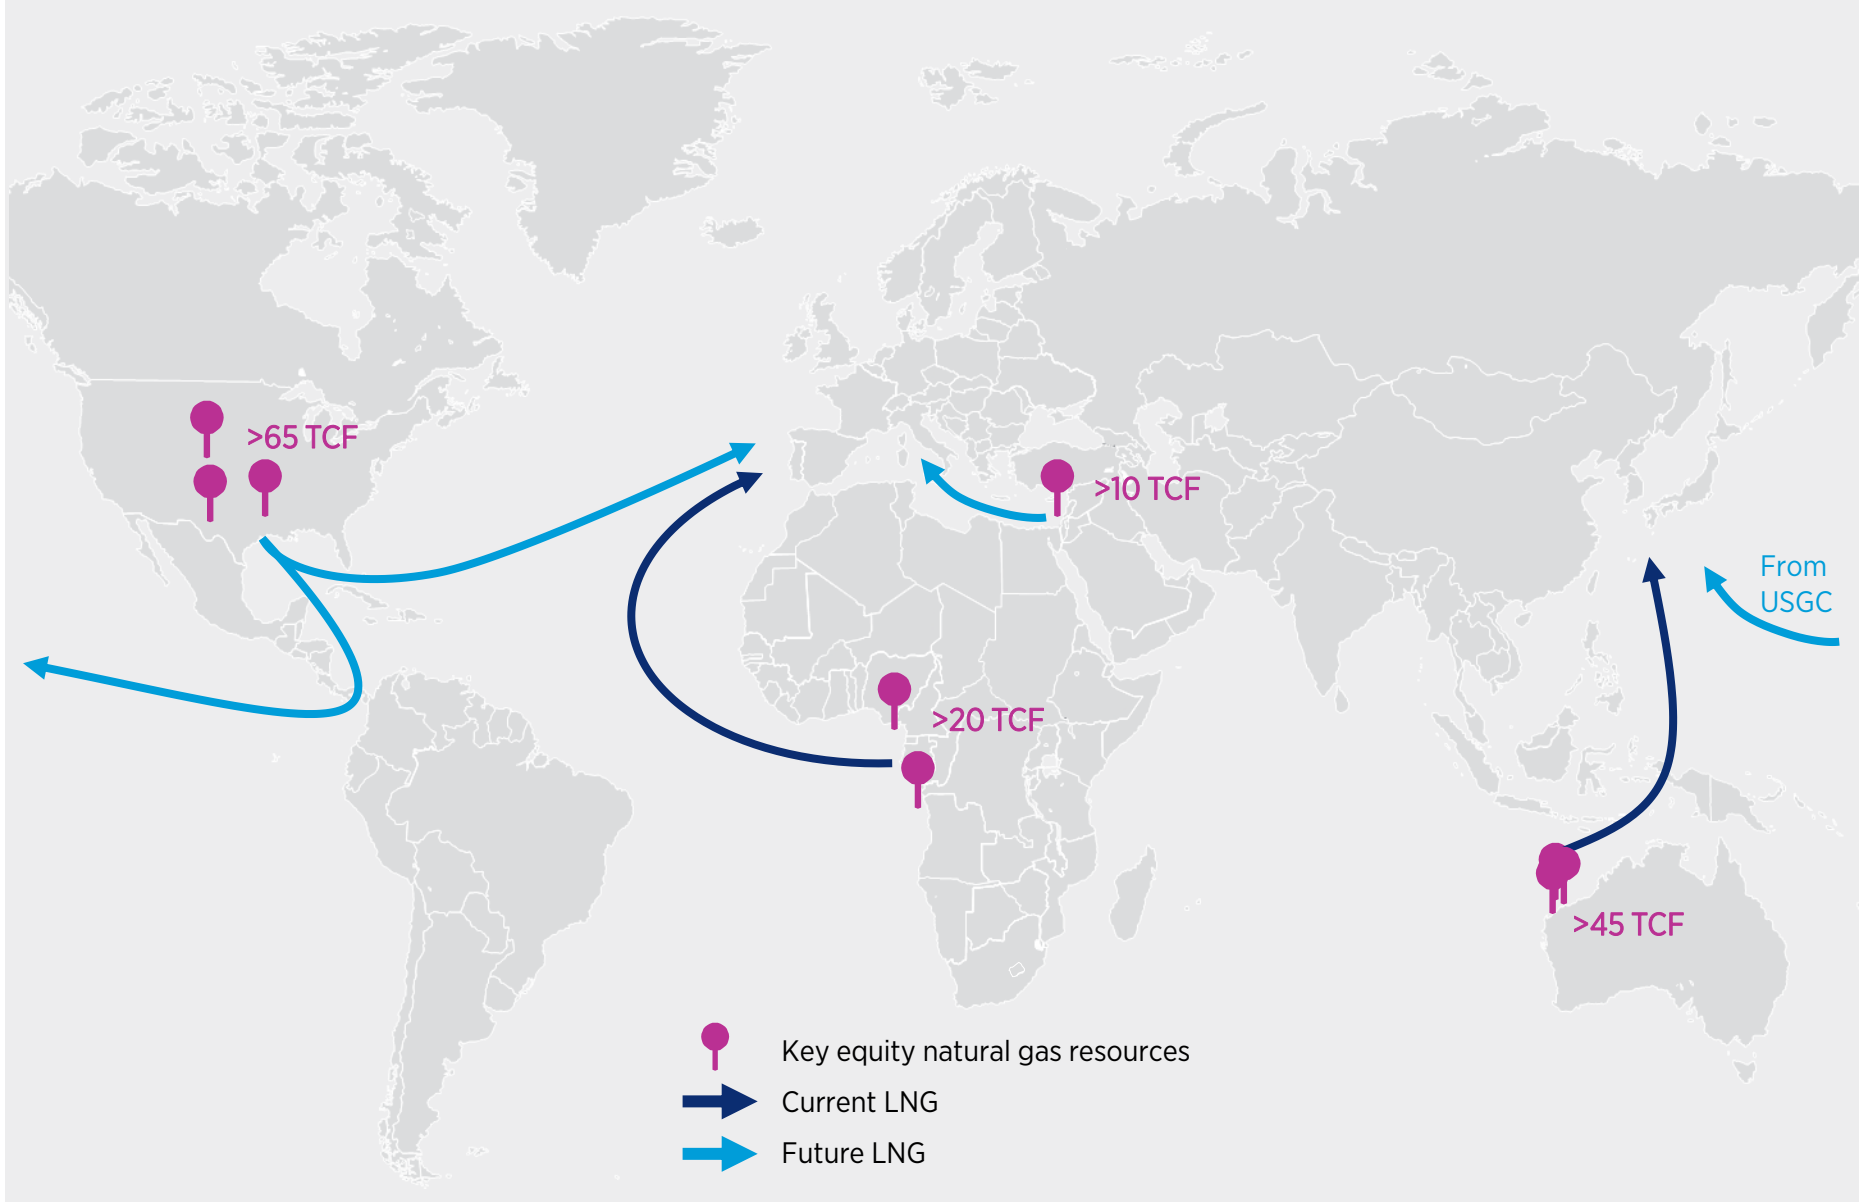 >65 TCF
>10 TCF
From
USGC
>20 TCF
>45 TCF
Key equity natural gas resources
Current LNG
Future LNG